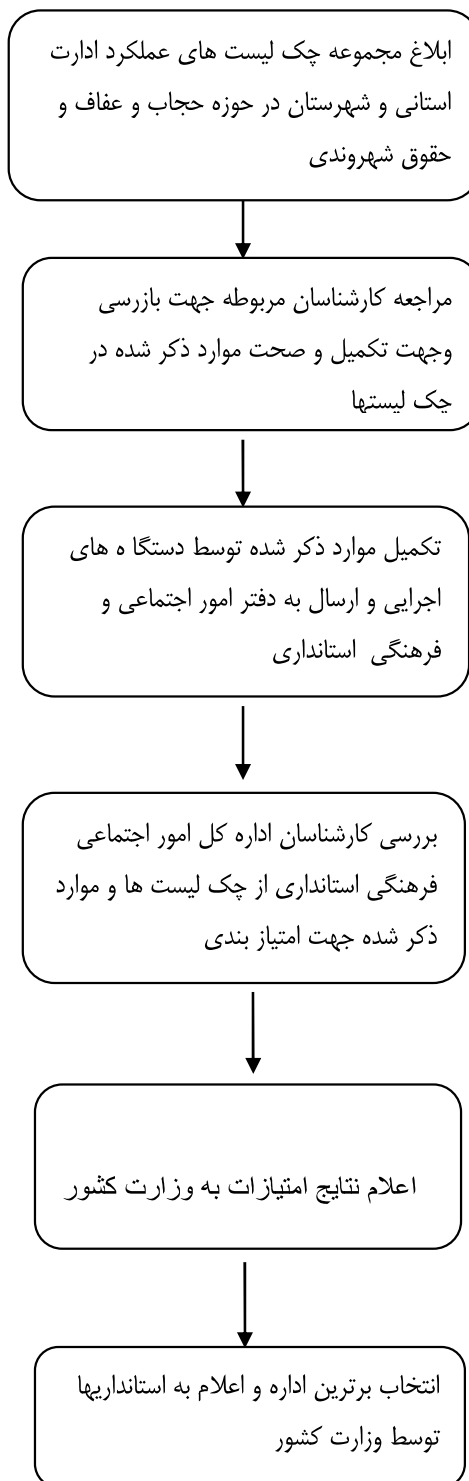 ابلاغ مجموعه چک لیست های عملکرد ادارت
استانی و شهرستان در حوزه حجاب و عفاف و
حقوق شهروندی
مراجعه کارشناسان مربوطه جهت بازرسی
وجهت تکمیل و صحت موارد ذکر شده در
چک لیستها
تکمیل موارد ذکر شده توسط دستگا ه های
اجرایی و ارسال به دفتر امور اجتماعی و
فرهنگی استانداری
بررسی کارشناسان اداره کل امور اجتماعی
فرهنگی استانداری از چک لیست ها و موارد
ذکر شده جهت امتیاز بندی
اعلام نتایج امتیازات به وزارت کشور
انتخاب برترین اداره و اعلام به استانداریها
توسط وزارت کشور